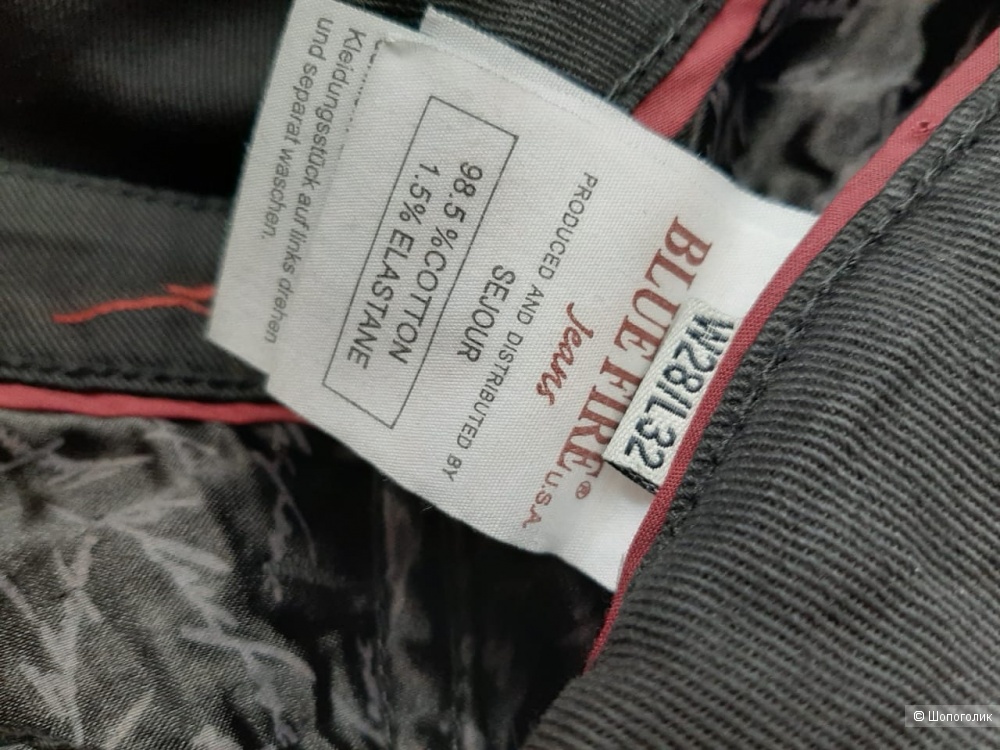 BLUE FIRE®
Jeans U.S.A.
W28/L32
PRODUCED AND DISTRIBUTED BY
SEJOUR
98.5%COTTON
1.5% ELASTANE
Kleidungsstück auf links drehen
und separat waschen.
© Шопоголик